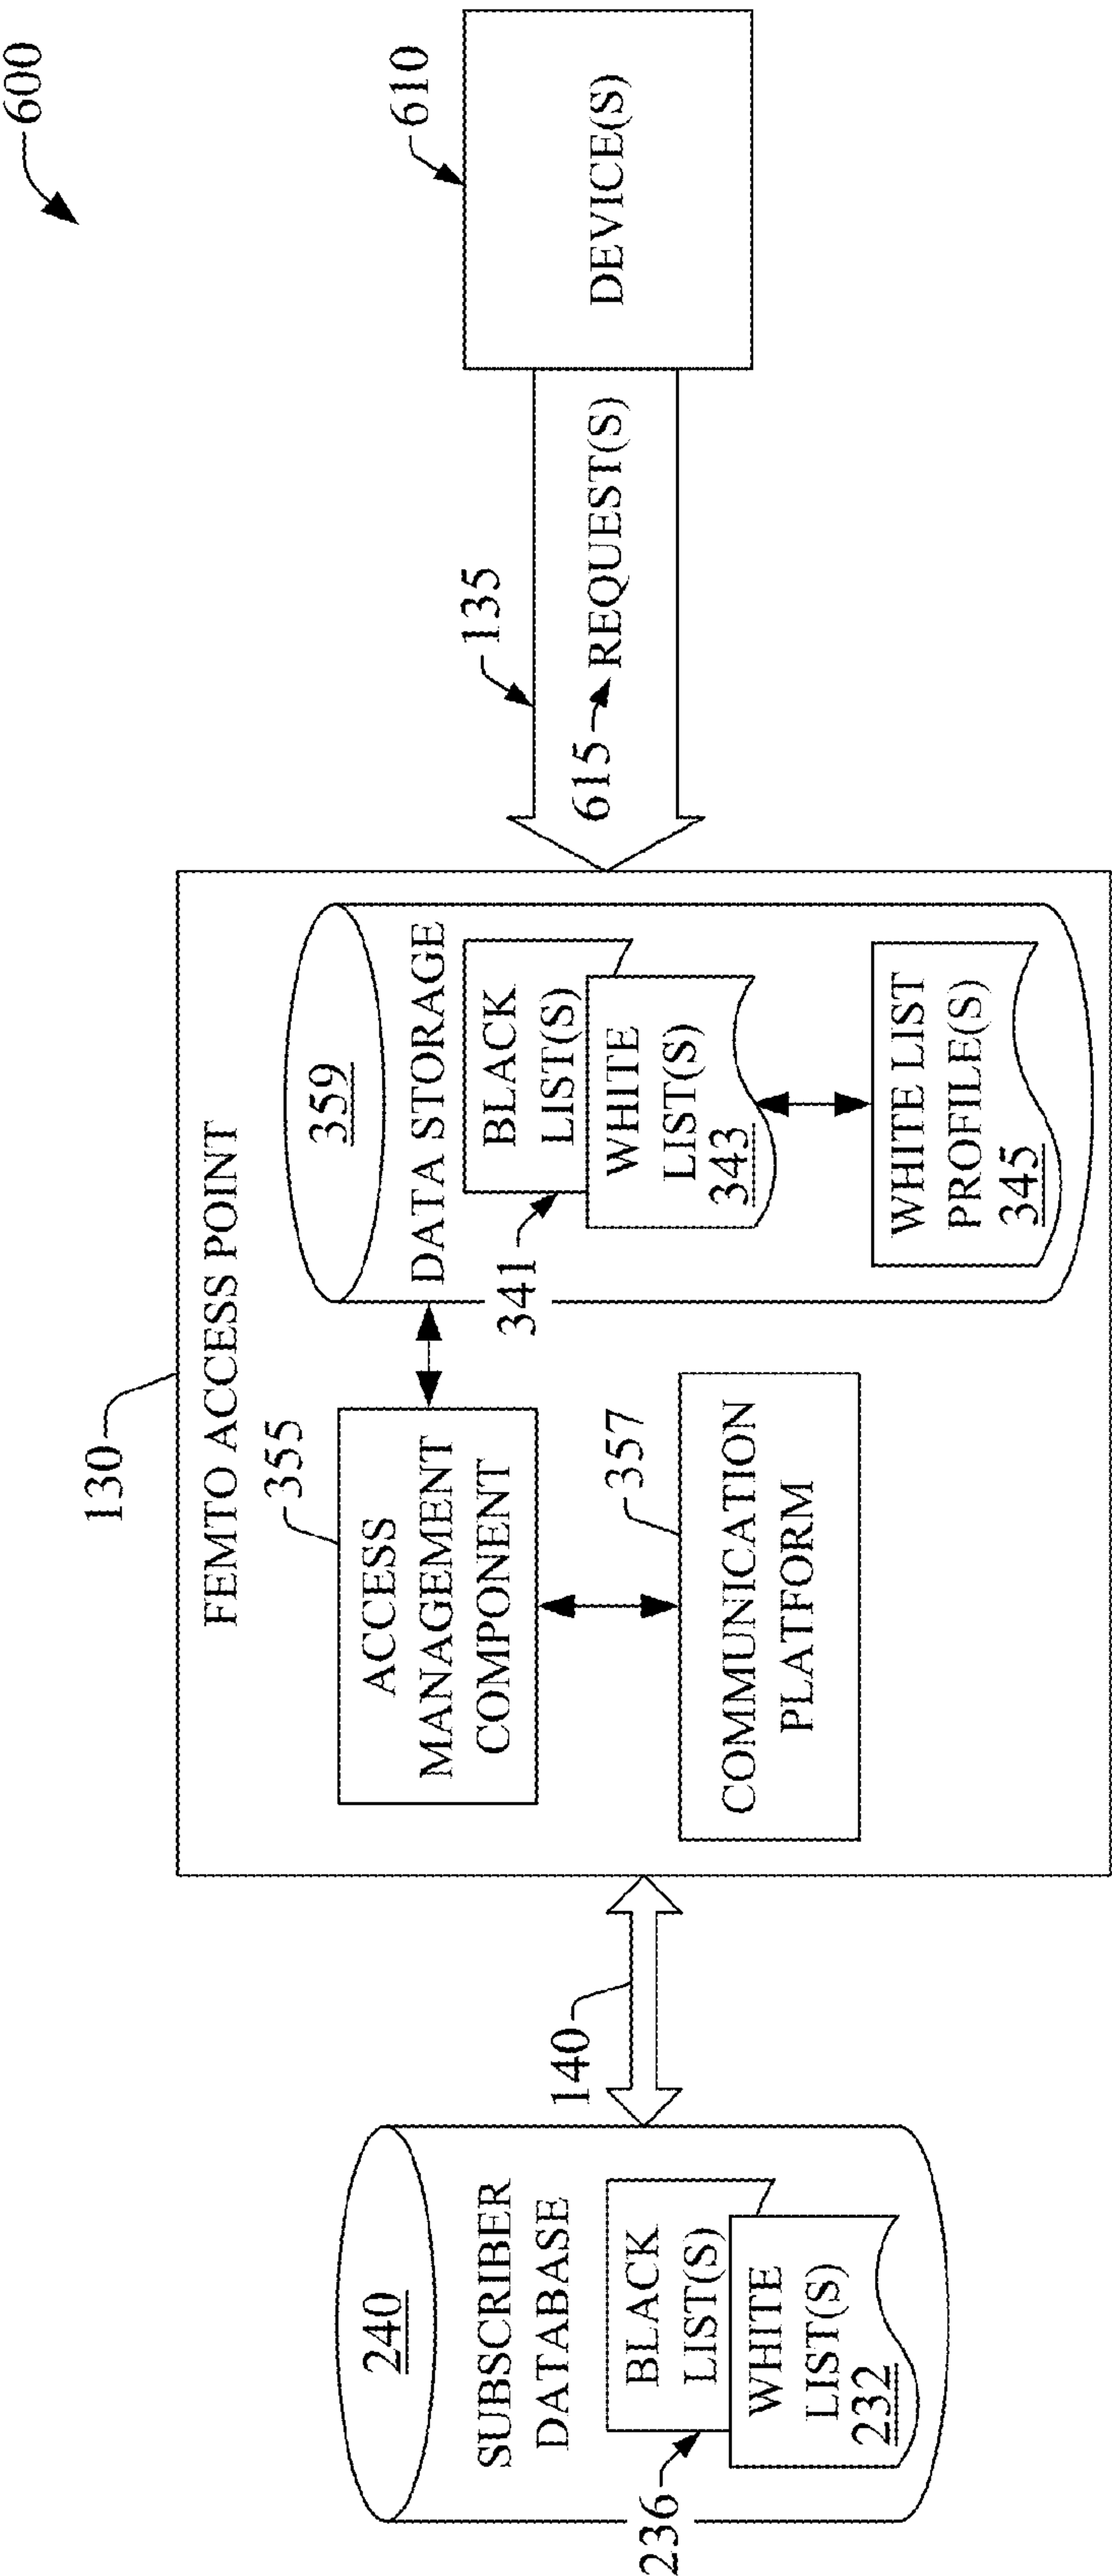 600
130
FEMTO ACCESS POINT
240
SUBSCRIBER
DATABASE
236
BLACK
LIST(S)
WHITE
LIST(S)
232
140
355
ACCESS
MANAGEMENT
COMPONENT
357
COMMUNICATION
PLATFORM
359
DATA STORAGE
341
BLACK
LIST(S)
WHITE
LIST(S)
343
WHITE LIST
PROFILE(S)
345
135
615
REQUEST(S)
610
DEVICE(S)